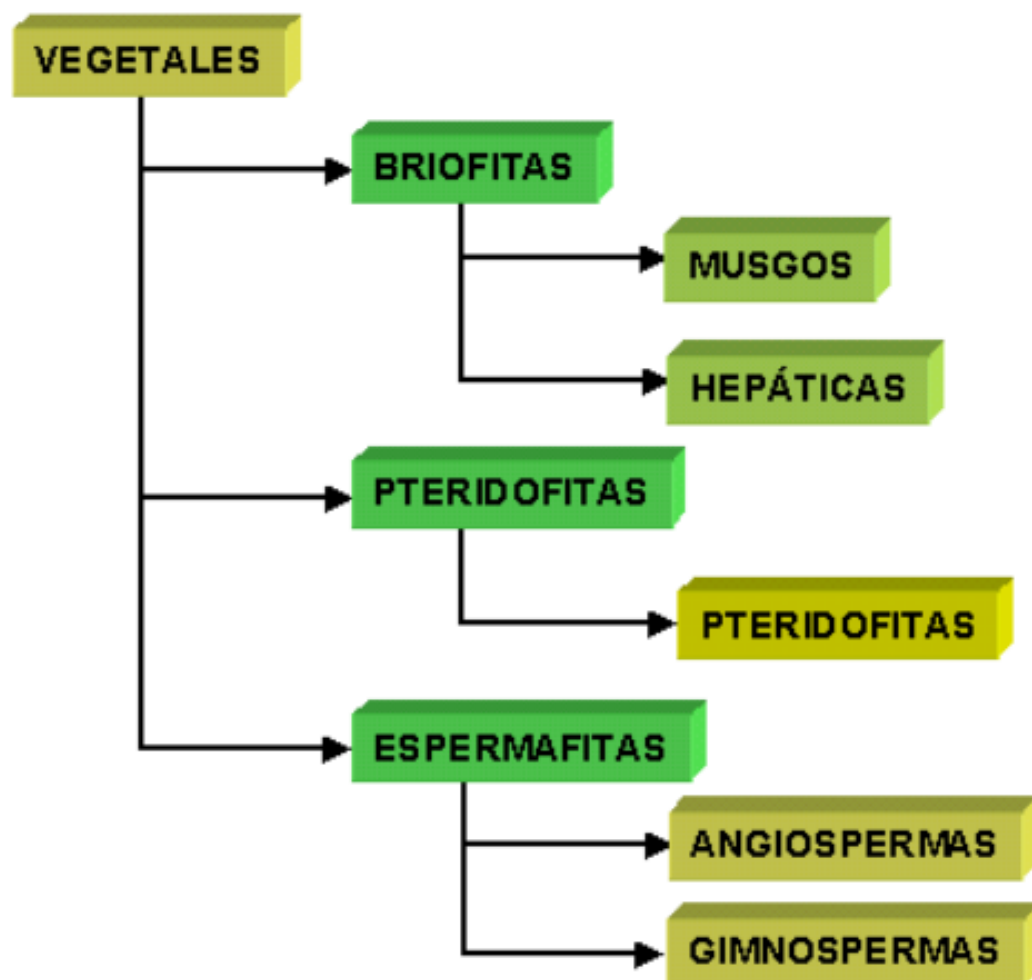 VEGETALES
BRIOFITAS
MUSGOS
HEPÁTICAS
PTERIDOFITAS
PTERIDOFITAS
ESPERMAFITAS
ANGIOSPERMAS
GIMNOSPERMAS